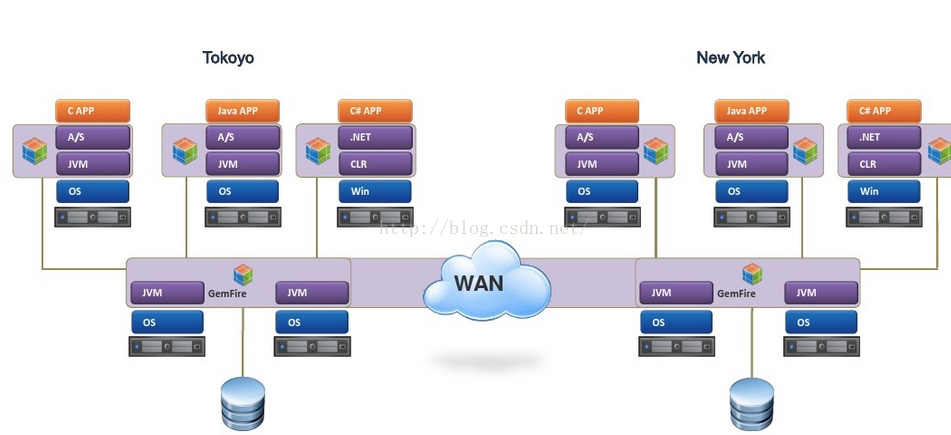 Tokoyo
New York
C APP
Java APP
C# APP
C APP
Java APP
C# APP
A/S
A/S
.NET
A/S
A/S
.NET
JVM
JVM
CLR
JVM
JVM
CLR
OS
OS
Win
OS
OS
Win
http://blog.csdn.net/
WAN
JVM
GemFire
JVM
JVM
GemFire
JVM
OS
OS
OS
OS